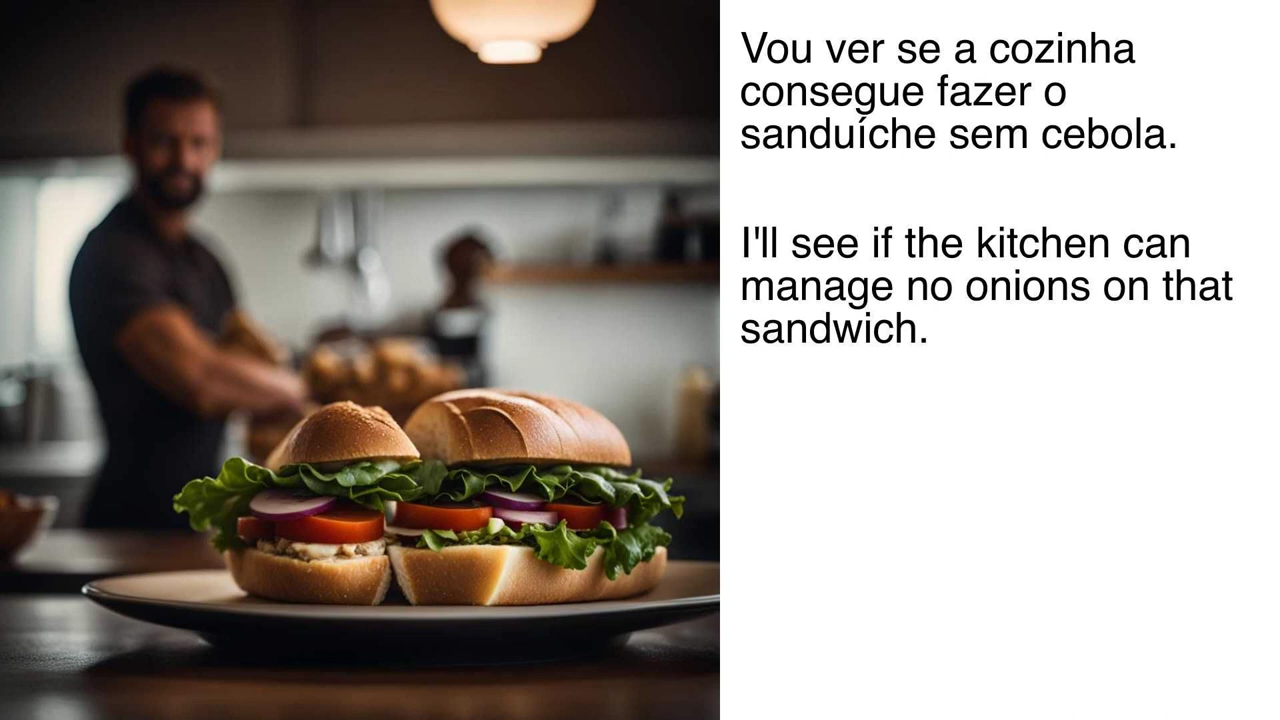 Vou ver se a cozinha
consegue fazer o
sanduíche sem cebola.
I'll see if the kitchen can
manage no onions on that
sandwich.